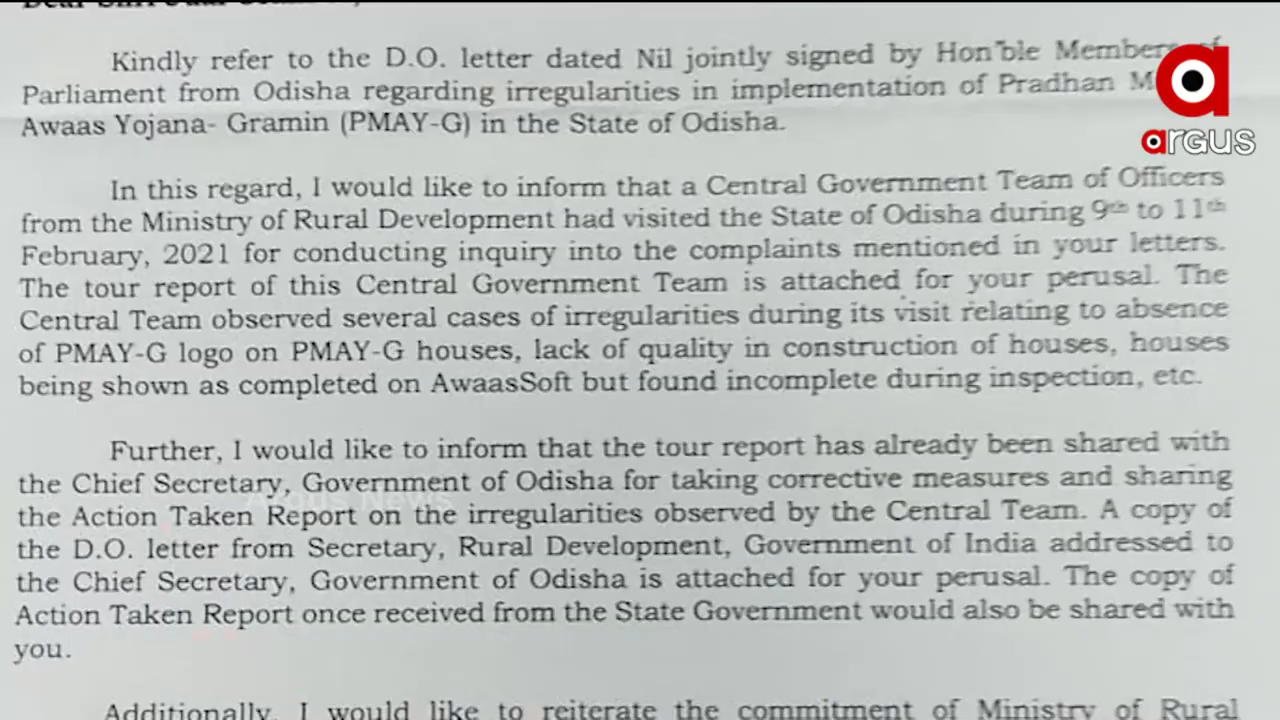 Kindly refer to the D.O. letter dated Nil jointly signed by Hon'ble Members of
Parliament from Odisha regarding irregularities in implementation of Pradhan M
Awaas Yojana- Gramin (PMAY-G) in the State of Odisha.
argus
In this regard, I would like to inform that a Central Government Team of Officers
from the Ministry of Rural Development had visited the State of Odisha during 9th to 11th
February, 2021 for conducting inquiry into the complaints mentioned in your letters.
The tour report of this Central Government Team is attached for your perusal. The
Central Team observed several cases of irregularities during its visit relating to absence
of PMAY-G logo on PMAY-G houses, lack of quality in construction of houses, houses
being shown as completed on AwaasSoft but found incomplete during inspection, etc.
Further, I would like to inform that the tour report has already been shared with
the Chief Secretary, Government of Odisha for taking corrective measures and sharing
Argus News
the Action Taken Report on the irregularities observed by the Central Team. A copy of
the D.O. letter from Secretary, Rural Development, Government of India addressed to
the Chief Secretary, Government of Odisha is attached for your perusal. The copy of
Action Taken Report once received from the State Government would also be shared with
you.
Additionally, I would like to reiterate the commitment of Ministry of Rural